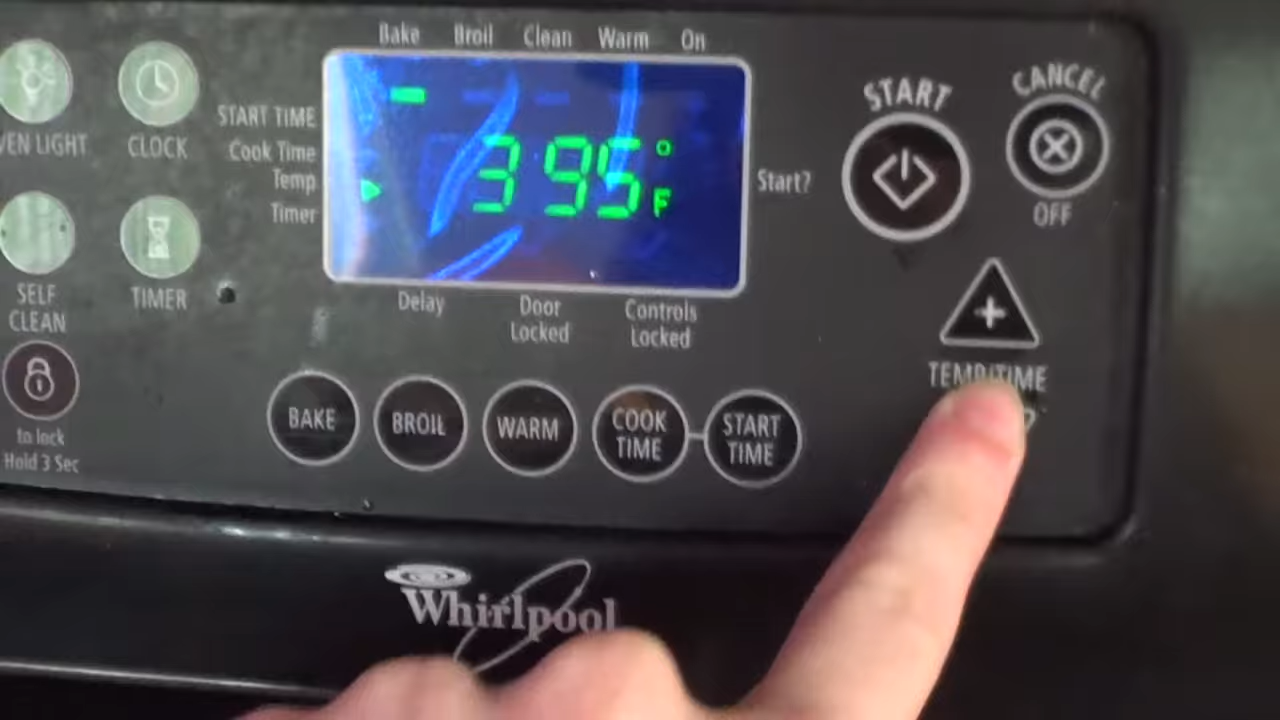 Bake Broil Clean Warm On
START TIME
Cook Time
Temp
Timer
395°F
Start?
Delay
Door
Locked
Controls
Locked
CLOCK
SELF
CLEAN
TIMER
to lock
Hold 3 Sec
BAKE
BROIL
WARM
COOK
TIME
START
TIME
START
CANCEL
OFF
+
TEMP/TIME
Whirlpool